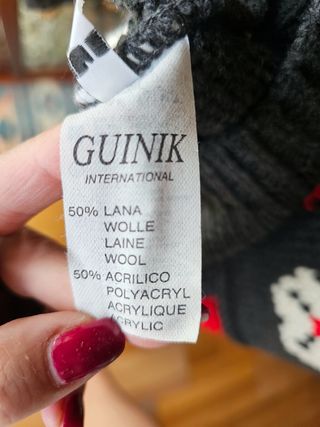 GUINIK
INTERNATIONAL
50% LANA
WOLLE
LAINE
WOOL
50% ACRILICO
POLYACRYL
ACRYLIQUE
ACRYLIC